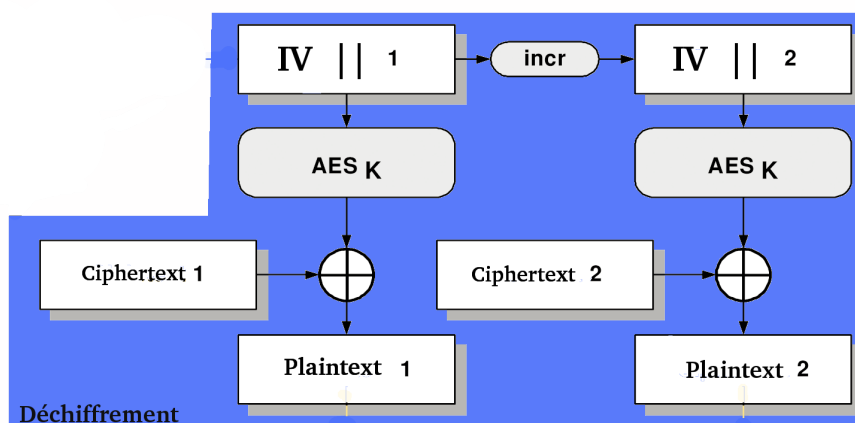 IV || 1
incr
IV || 2
AES K
AES K
Ciphertext 1
Ciphertext 2
Plaintext 1
Plaintext 2
Déchiffrement